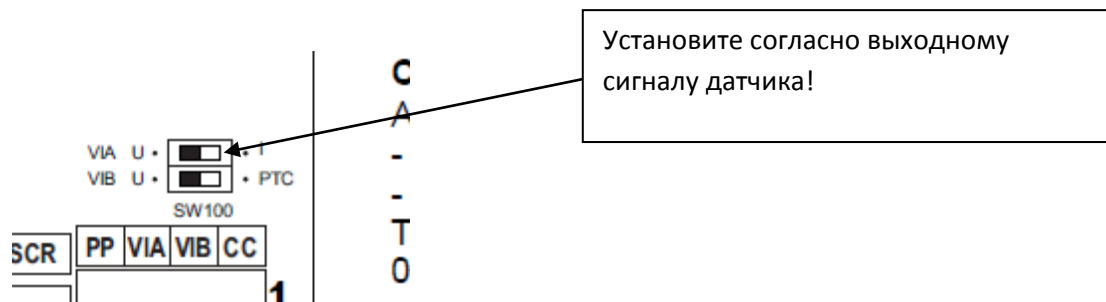 Установите согласно выходному
сигналу датчика!
C
A
-
-
T
0
VIA U • • I
VIB U • • PTC
SW100
SCR PP VIA VIB CC
1